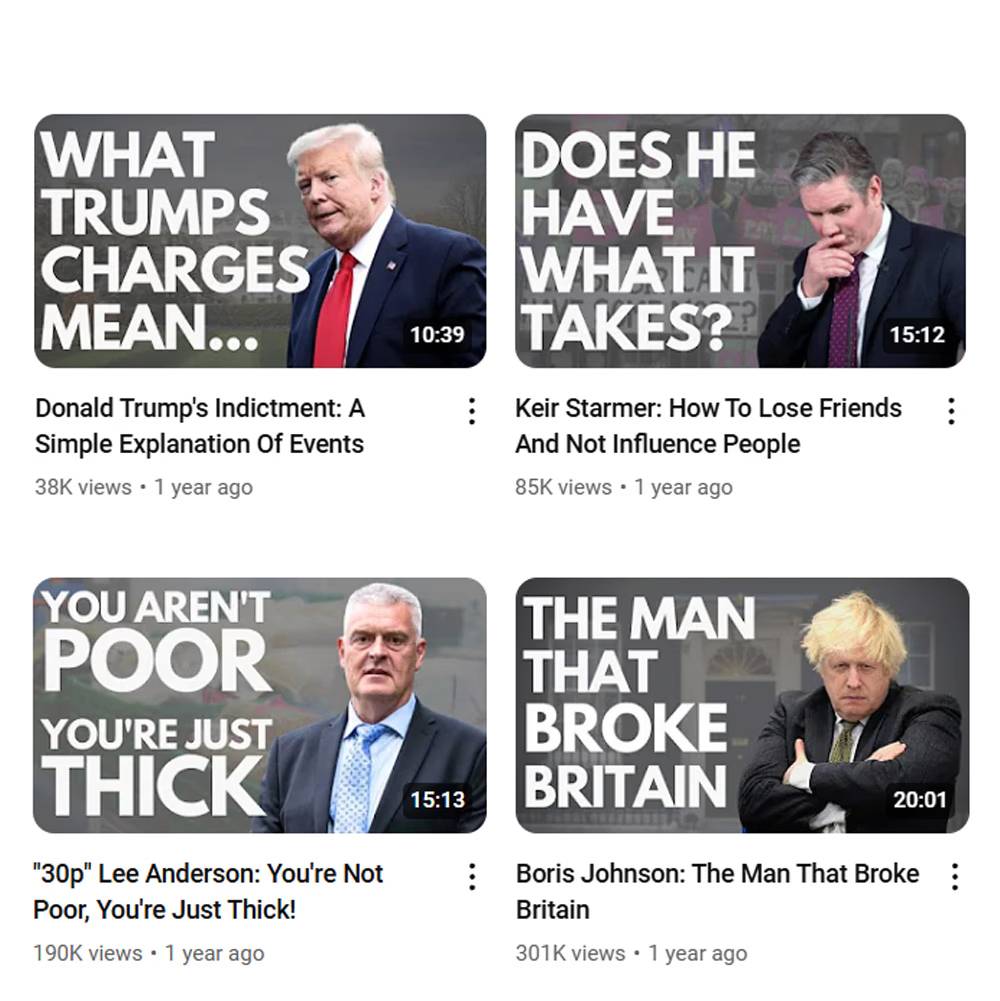 WHAT
TRUMPS
CHARGES
MEAN...
10:39
Donald Trump's Indictment: A
Simple Explanation Of Events
38K views • 1 year ago
DOES HE
HAVE
WHAT IT
TAKES?
15:12
Keir Starmer: How To Lose Friends
And Not Influence People
85K views • 1 year ago
YOU AREN'T
POOR
YOU'RE JUST
THICK
15:13
"30p" Lee Anderson: You're Not
Poor, You're Just Thick!
190K views • 1 year ago
THE MAN
THAT
BROKE
BRITAIN
20:01
Boris Johnson: The Man That Broke
Britain
301K views • 1 year ago